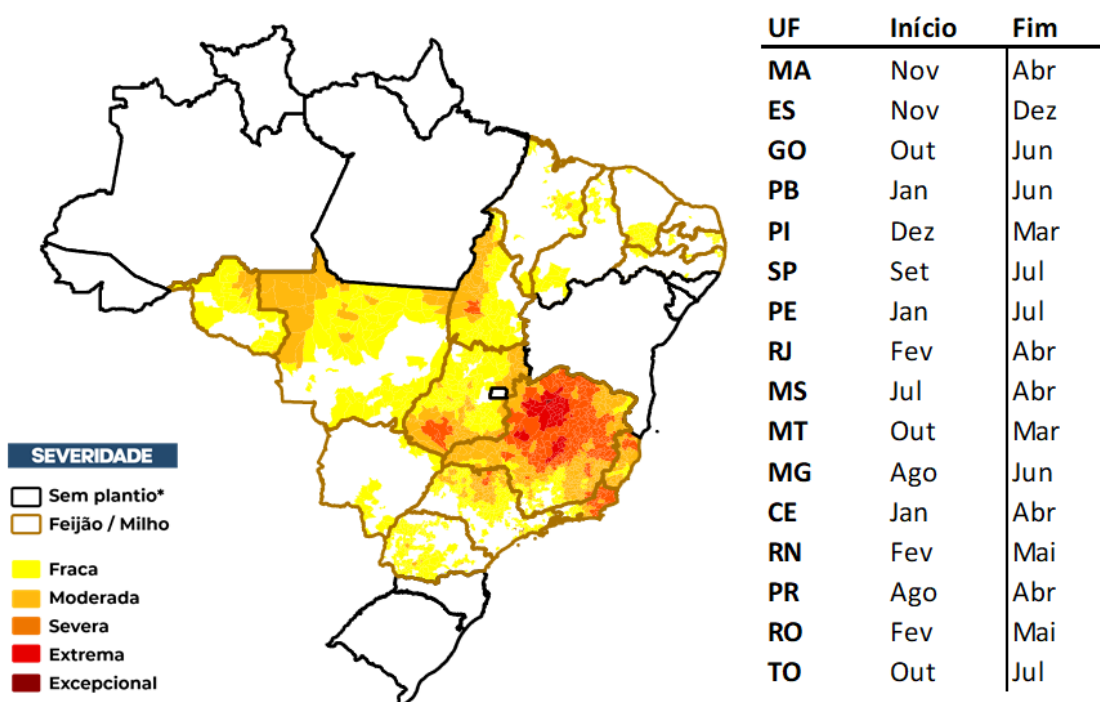 UF Início Fim
MA Nov Abr
ES Nov Dez
GO Out Jun
PB Jan Jun
PI Dez Mar
SP Set Jul
PE Jan Jul
RJ Fev Abr
MS Jul Abr
MT Out Mar
MG Ago Jun
CE Jan Abr
RN Fev Mai
PR Ago Abr
RO Fev Mai
TO Out Jul
SEVERIDADE
Sem plantio*
Feijão / Milho
Fraca
Moderada
Severa
Extrema
Excepcional